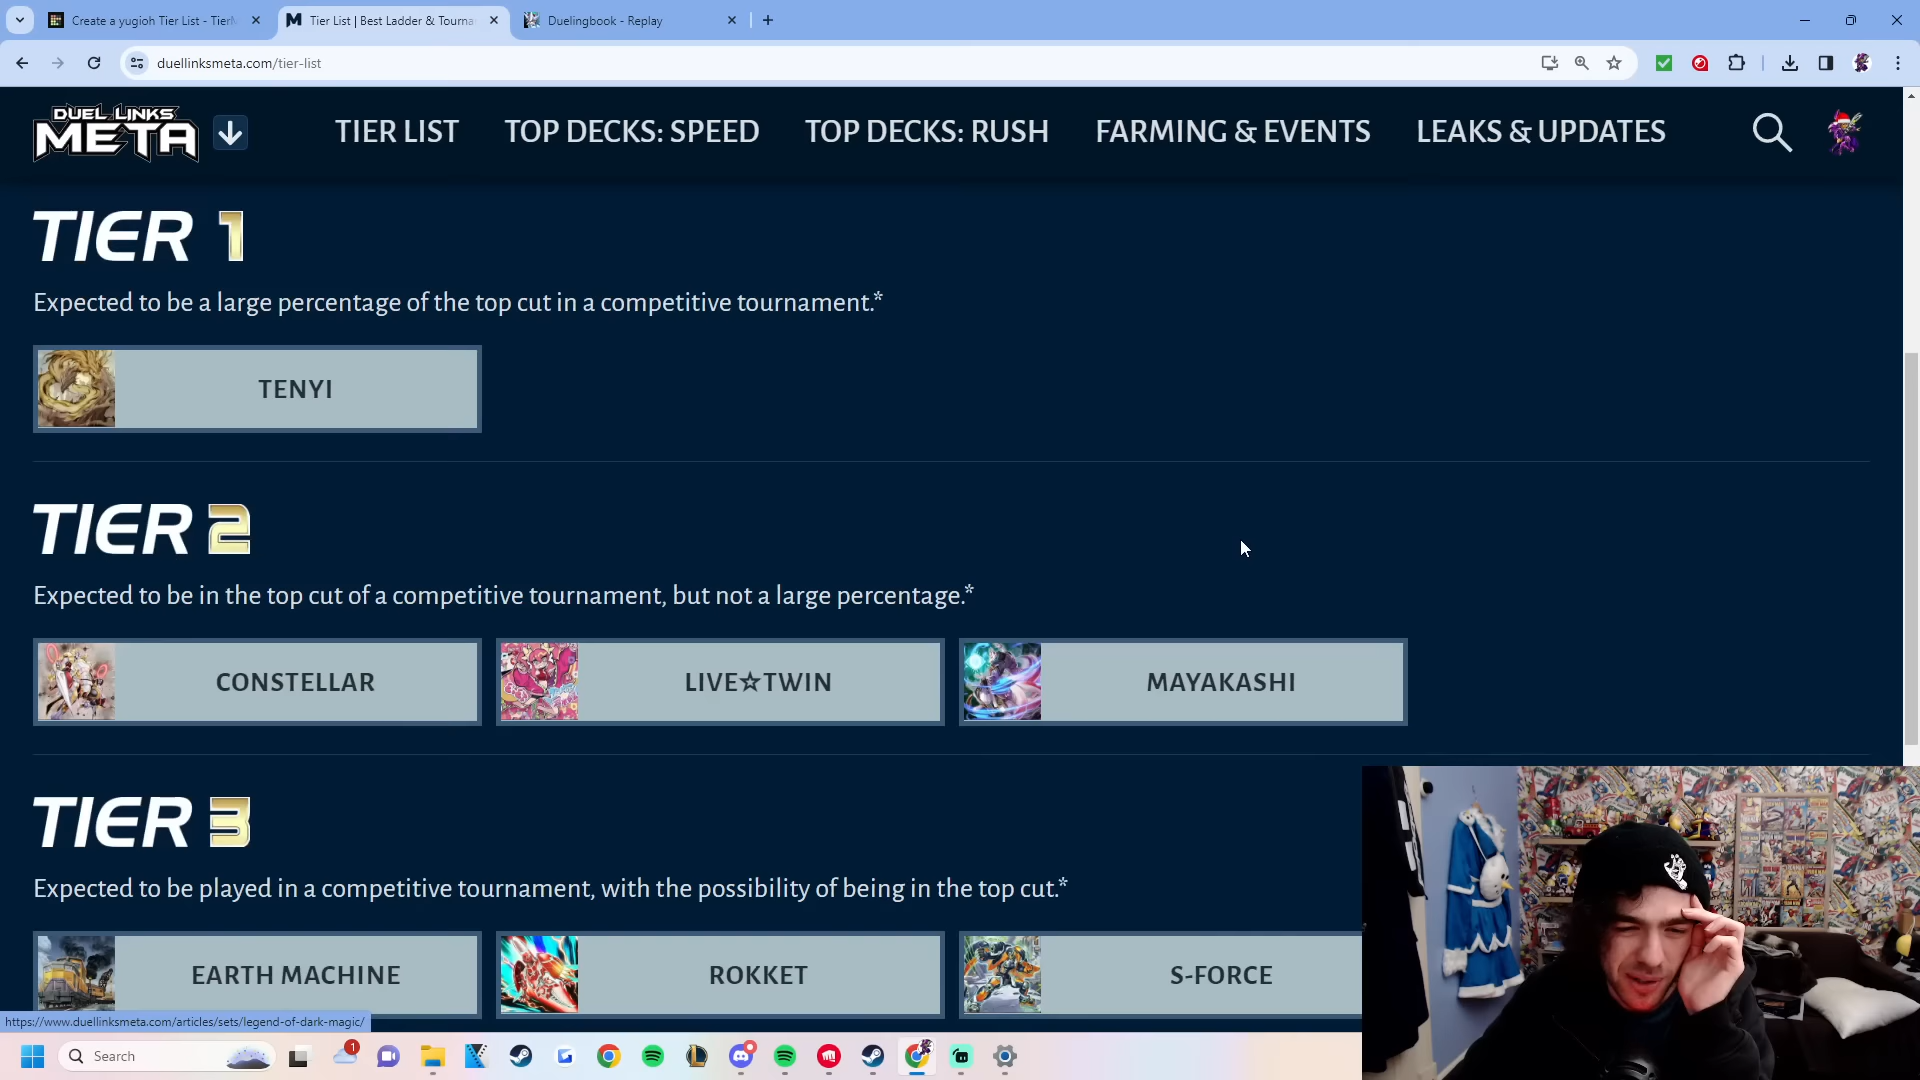 Create a yugioh Tier List - Tier
Tier List | Best Ladder & Tourna
Duelingbook - Replay
duellinksmeta.com/tier-list
DUEL LINKS
META
TIER LIST
TOP DECKS: SPEED
TOP DECKS: RUSH
FARMING & EVENTS
LEAKS & UPDATES
TIER 1
Expected to be a large percentage of the top cut in a competitive tournament.*
TENYI
TIER 2
Expected to be in the top cut of a competitive tournament, but not a large percentage.*
CONSTELLAR
LIVE☆TWIN
MAYAKASHI
TIER 3
Expected to be played in a competitive tournament, with the possibility of being in the top cut.*
EARTH MACHINE
ROKKET
S-FORCE
https://www.duellinksmeta.com/articles/sets/legend-of-dark-magic/
Search
1